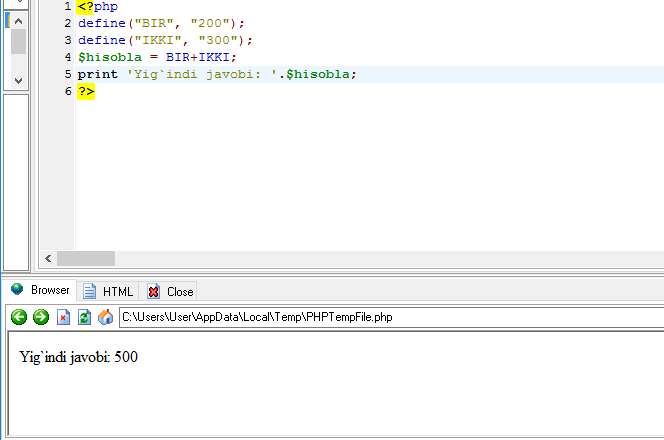 1 <?php
2 define("BIR", "200");
3 define("IKKI", "300");
4 $hisobla = BIR+IKKI;
5 print 'Yig`indi javobi: '.$hisobla;
6 ?>
Browser HTML Close
C:\Users\User\AppData\Local\Temp\PHPTempFile.php
Yig`indi javobi: 500